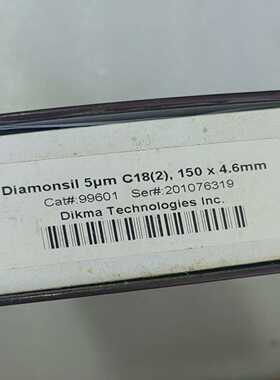 Diamonsil 5µm C18(2), 150 x 4.6mm
Cat#:99601 Ser#:201076319
Dikma Technologies Inc.